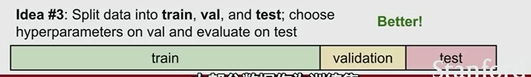 Idea #3: Split data into train, val, and test; choose
hyperparameters on val and evaluate on test
Better!
train
validation
test